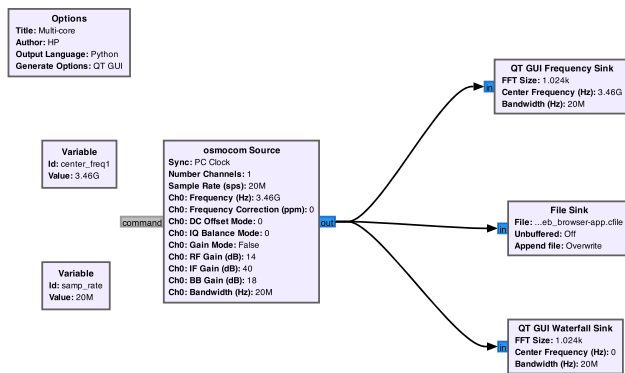 Options
Title: Multi-core
Author: HP
Output Language: Python
Generate Options: QT GUI
Variable
Id: center_freq1
Value: 3.46G
Variable
Id: samp_rate
Value: 20M
command
osmocom Source
Sync: PC Clock
Number Channels: 1
Sample Rate (sps): 20M
Ch0: Frequency (Hz): 3.46G
Ch0: Frequency Correction (ppm): 0
Ch0: DC Offset Mode: 0
Ch0: IQ Balance Mode: 0
Ch0: Gain Mode: False
Ch0: RF Gain (dB): 14
Ch0: IF Gain (dB): 40
Ch0: BB Gain (dB): 18
Ch0: Bandwidth (Hz): 20M
out
in
QT GUI Frequency Sink
FFT Size: 1.024k
Center Frequency (Hz): 3.46G
Bandwidth (Hz): 20M
in
File Sink
File: ...eb_browser-app.cfile
Unbuffered: Off
Append file: Overwrite
in
QT GUI Waterfall Sink
FFT Size: 1.024k
Center Frequency (Hz): 0
Bandwidth (Hz): 20M